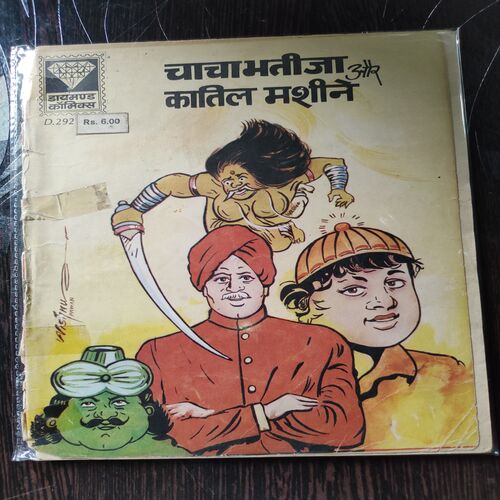 चाचा भतीजा और
कातिल मशीने
डायमण्ड
कॉमिक्स
D.292
Rs. 6.00